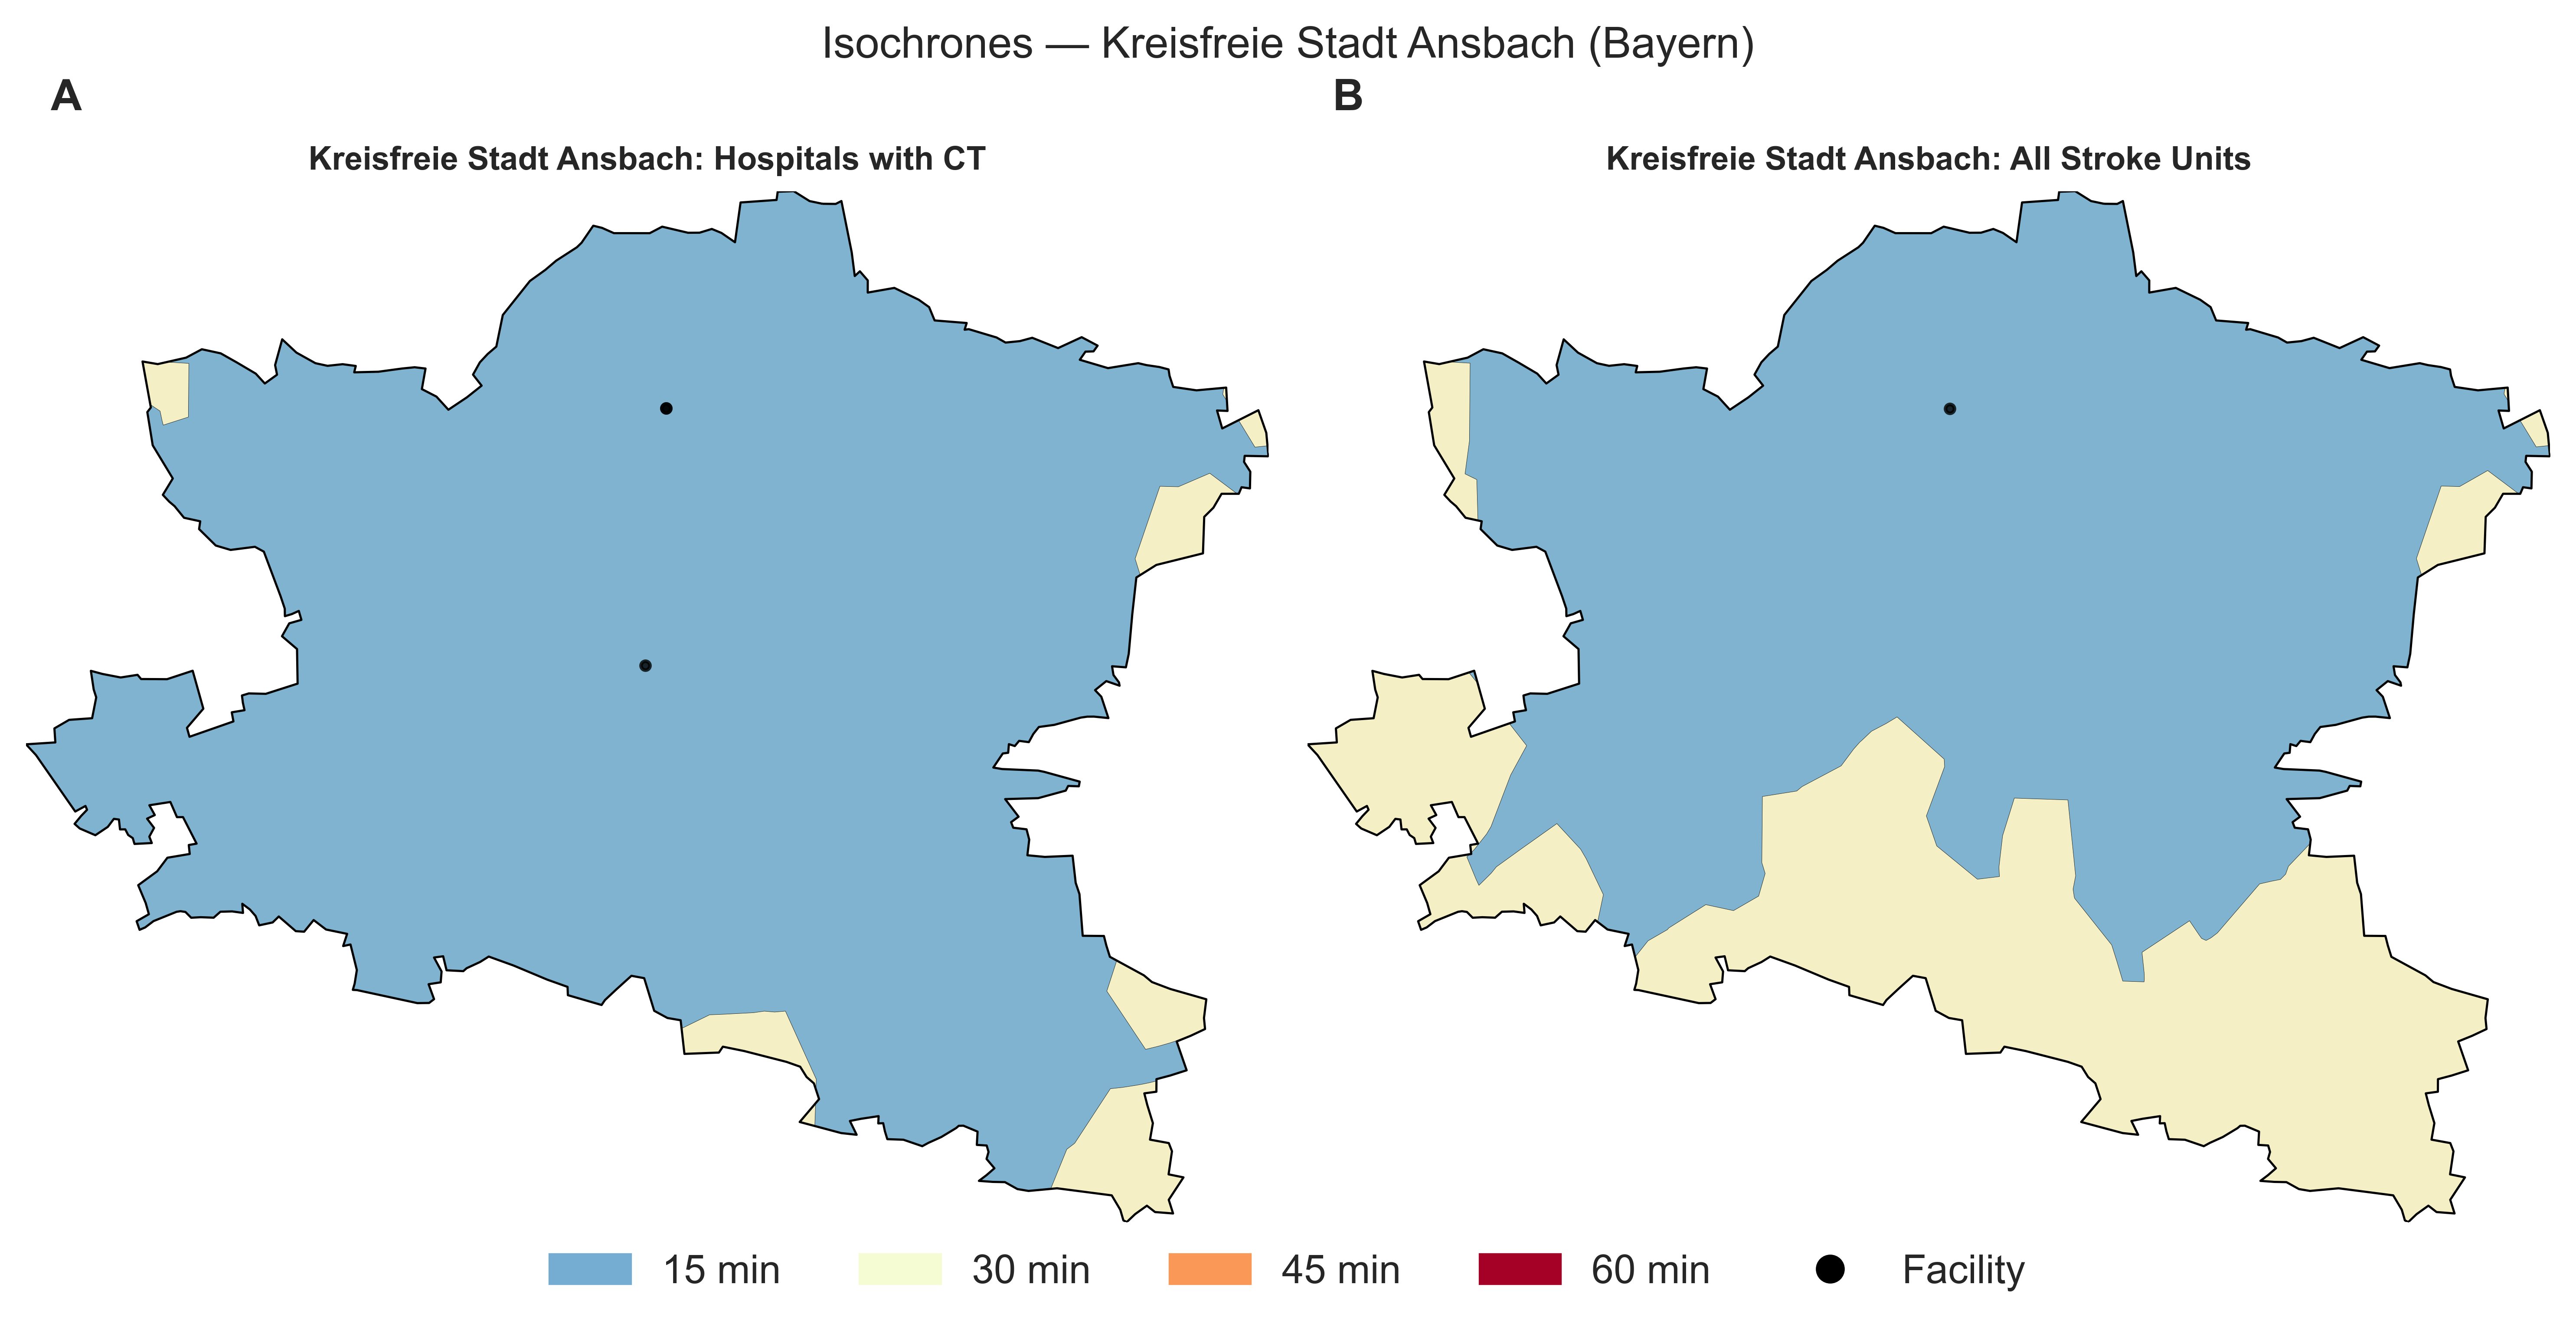 Isochrones — Kreisfreie Stadt Ansbach (Bayern)
A
B
Kreisfreie Stadt Ansbach: Hospitals with CT
Kreisfreie Stadt Ansbach: All Stroke Units
15 min
30 min
45 min
60 min
Facility